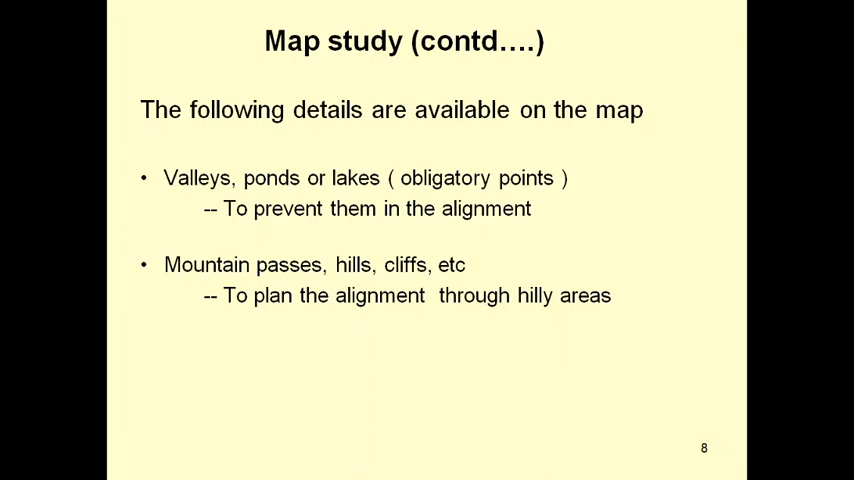 Map study (contd….)
The following details are available on the map
• Valleys, ponds or lakes ( obligatory points )
-- To prevent them in the alignment
• Mountain passes, hills, cliffs, etc
-- To plan the alignment through hilly areas
8